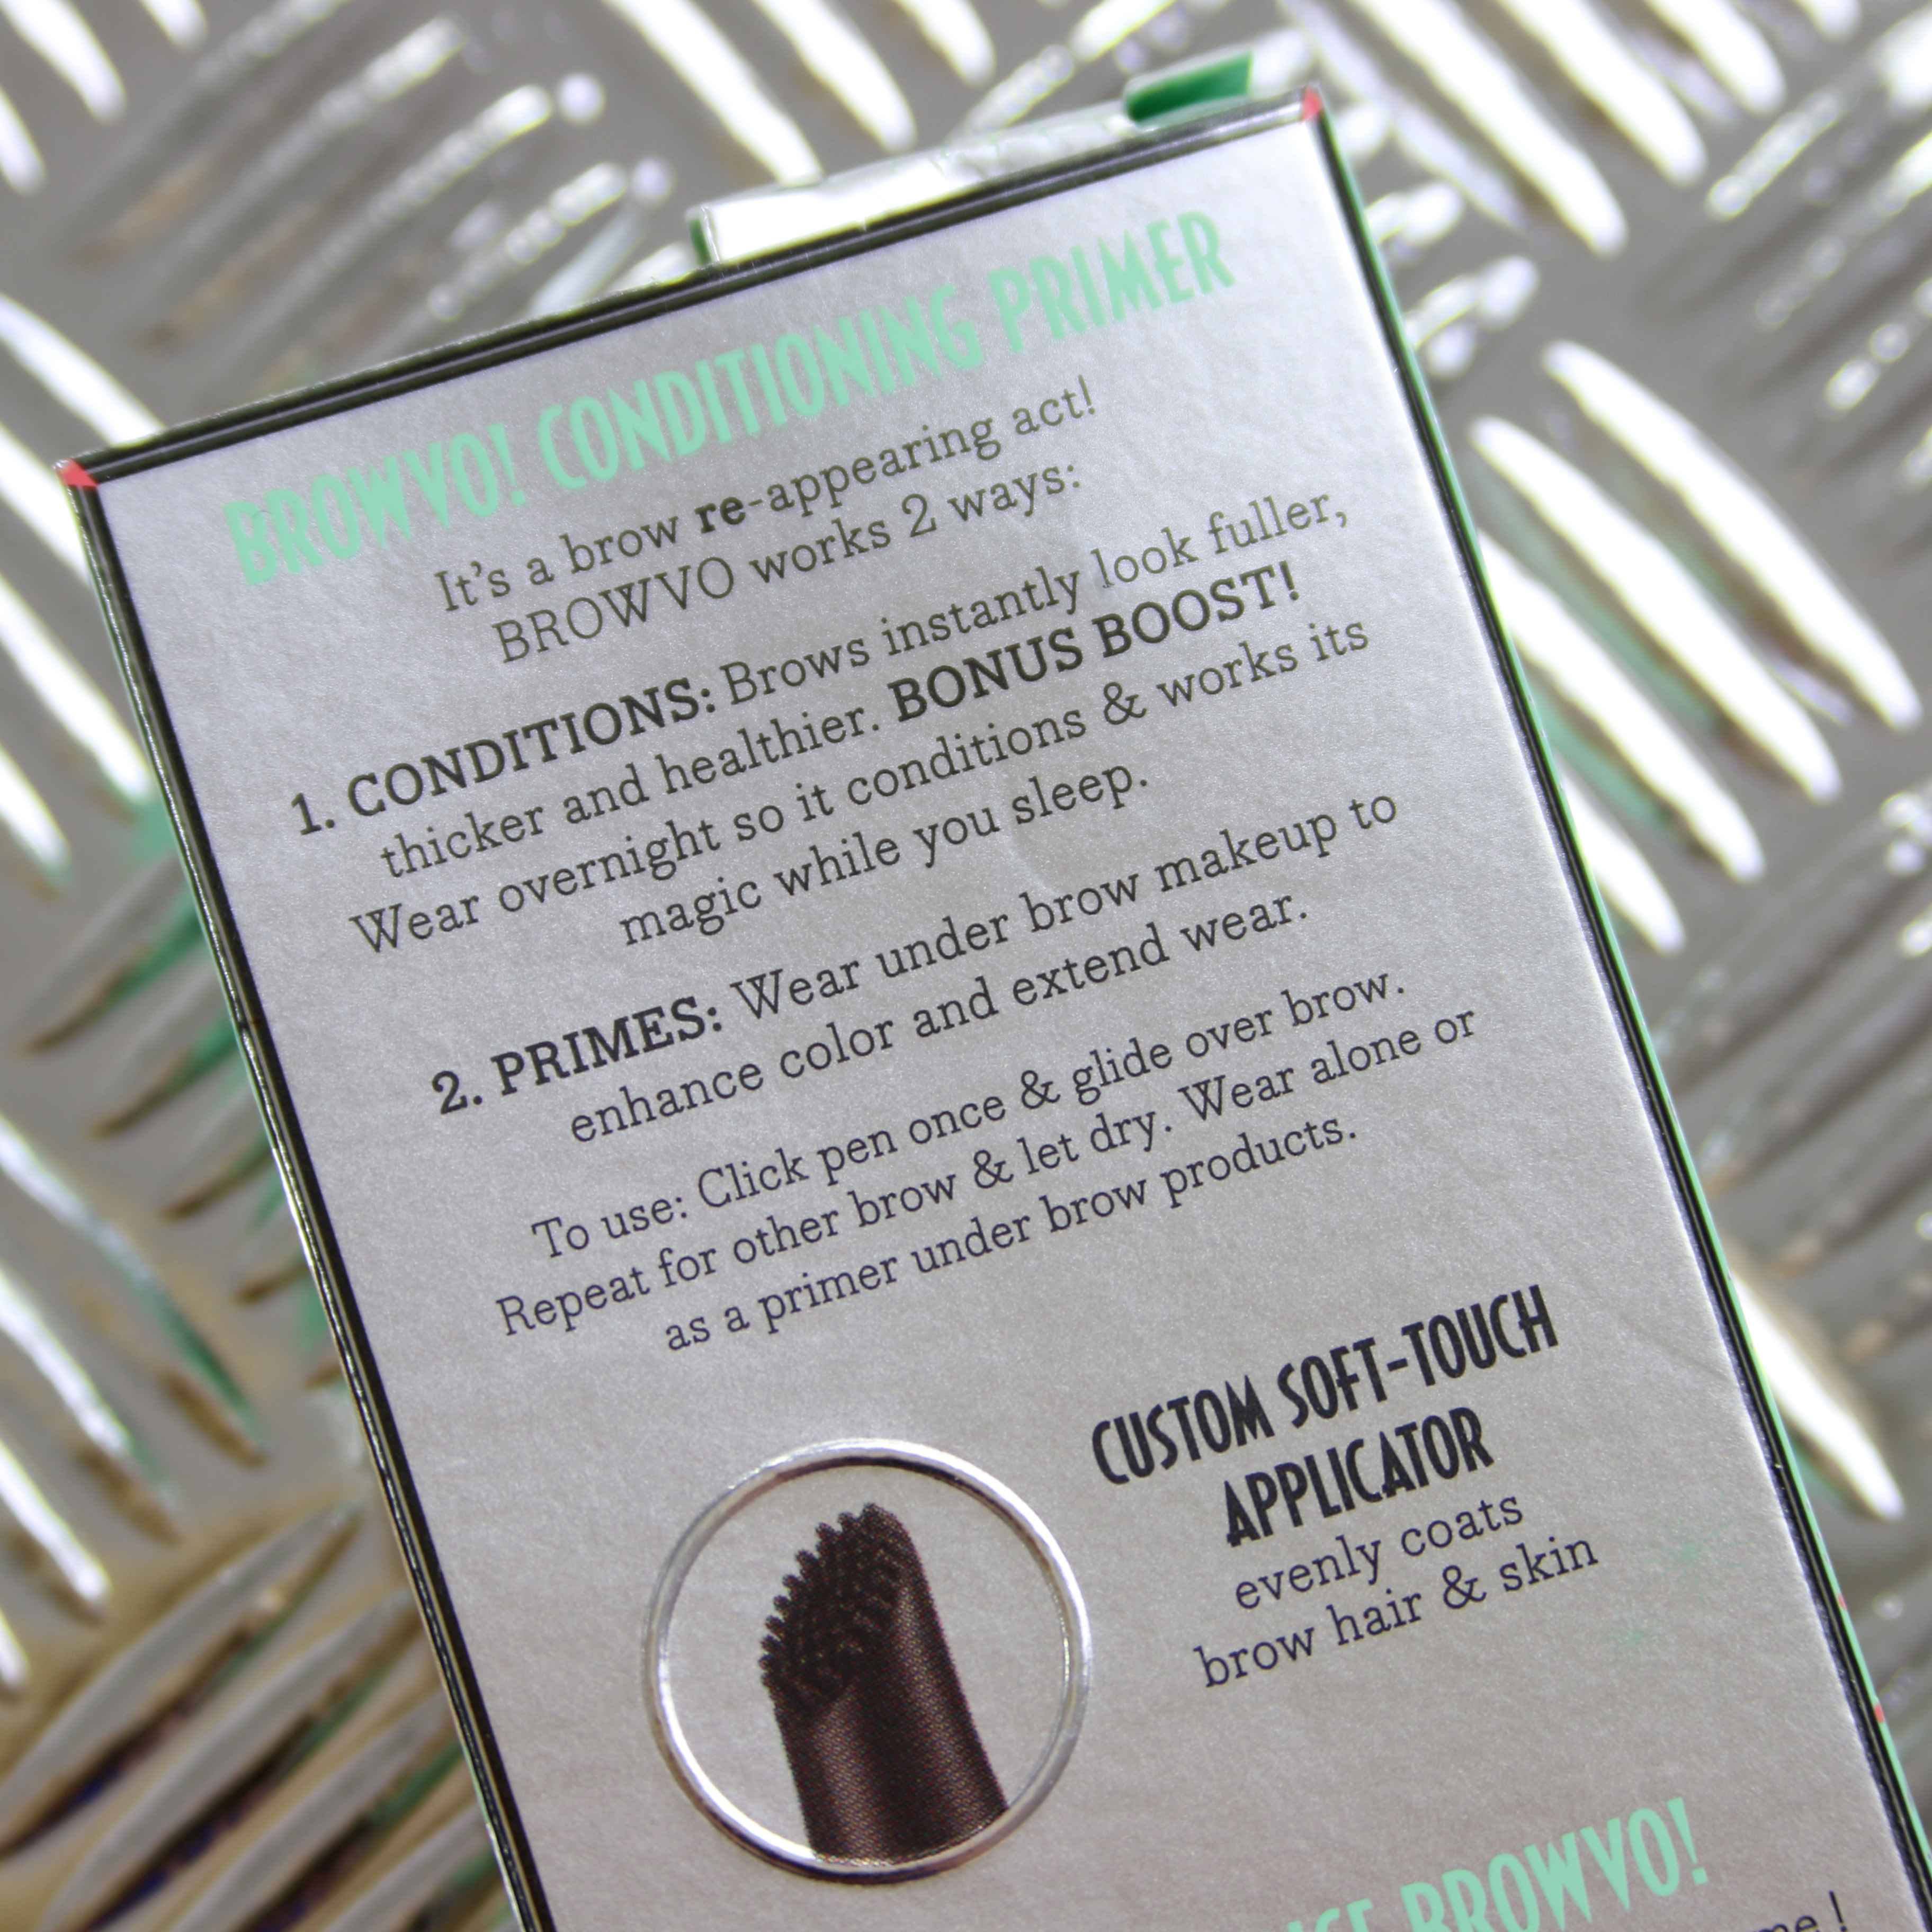 BROWVO! CONDITIONING PRIMER
It's a brow re-appearing act!
BROWVO works 2 ways:
1. CONDITIONS: Brows instantly look fuller,
thicker and healthier. BONUS BOOST!
Wear overnight so it conditions & works its
magic while you sleep.
2. PRIMES: Wear under brow makeup to
enhance color and extend wear.
To use: Click pen once & glide over brow.
Repeat for other brow & let dry. Wear alone or
as a primer under brow products.
CUSTOM SOFT-TOUCH
APPLICATOR
evenly coats
brow hair & skin
BROWVO!